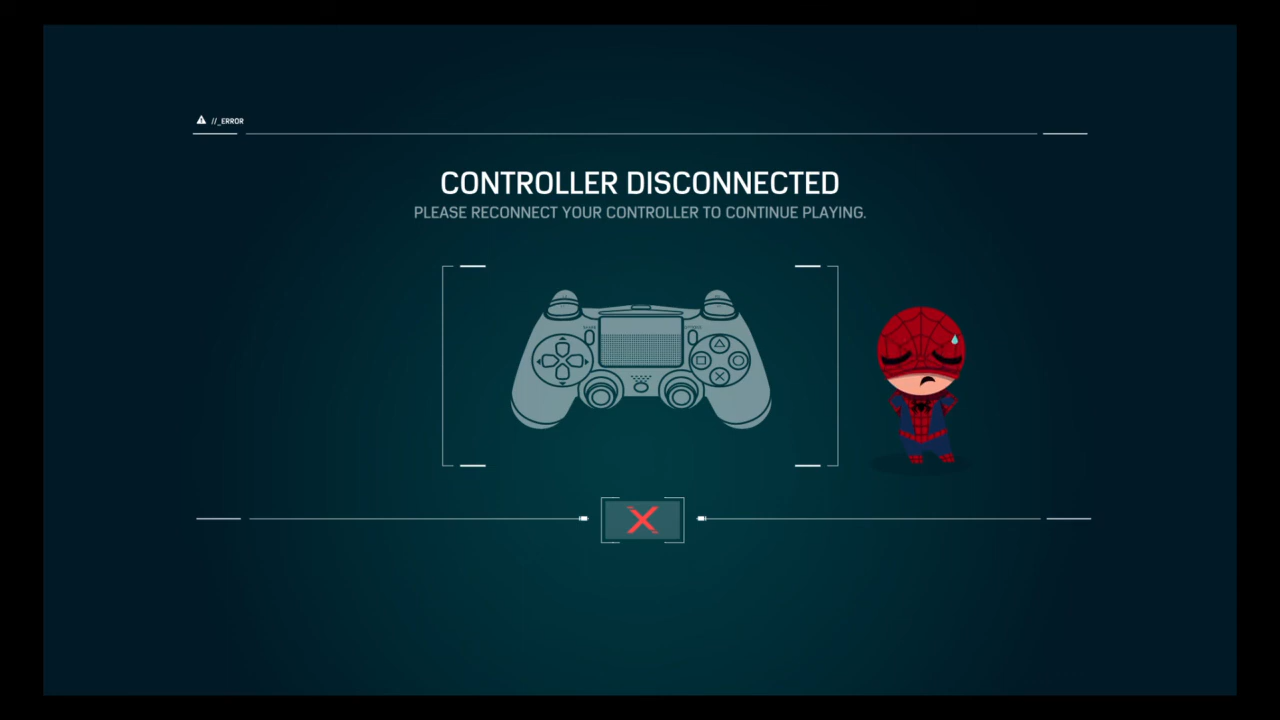 //_ERROR
CONTROLLER DISCONNECTED
PLEASE RECONNECT YOUR CONTROLLER TO CONTINUE PLAYING.